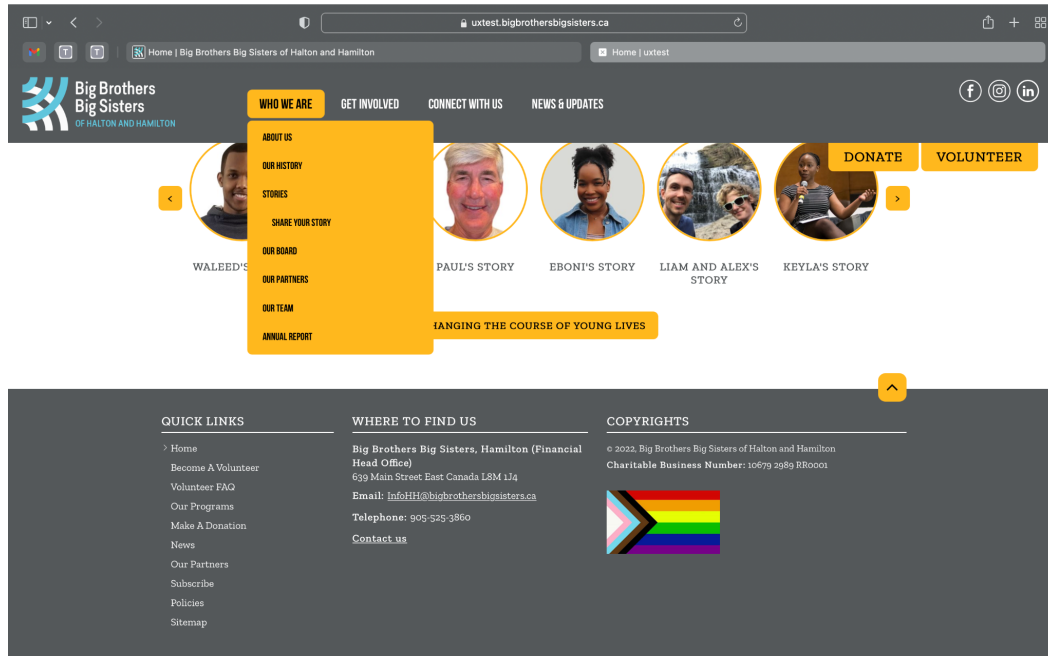 uxtest.bigbrothersbigsisters.ca
T
T
Home | Big Brothers Big Sisters of Halton and Hamilton
Home | uxtest
Big Brothers
Big Sisters
OF HALTON AND HAMILTON
WHO WE ARE
GET INVOLVED
CONNECT WITH US
NEWS & UPDATES
ABOUT US
OUR HISTORY
STORIES
SHARE YOUR STORY
OUR BOARD
OUR PARTNERS
OUR TEAM
ANNUAL REPORT
DONATE
VOLUNTEER
WALEED'S
PAUL'S STORY
EBONI'S STORY
LIAM AND ALEX'S
STORY
KEYLA'S STORY
HANGING THE COURSE OF YOUNG LIVES
QUICK LINKS
Home
Become A Volunteer
Volunteer FAQ
Our Programs
Make A Donation
News
Our Partners
Subscribe
Policies
Sitemap
WHERE TO FIND US
Big Brothers Big Sisters, Hamilton (Financial
Head Office)
639 Main Street East Canada L8M 1J4
Email: InfoHH@bigbrothersbigsisters.ca
Telephone: 905-525-3860
Contact us
COPYRIGHTS
© 2022, Big Brothers Big Sisters of Halton and Hamilton
Charitable Business Number: 10679 2989 RR0001